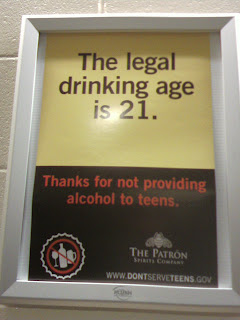 The legal
drinking age
is 21.
Thanks for not providing
alcohol to teens.
THE PATRÓN
SPIRITS COMPANY
WWW.DONTSERVETEENS.GOV